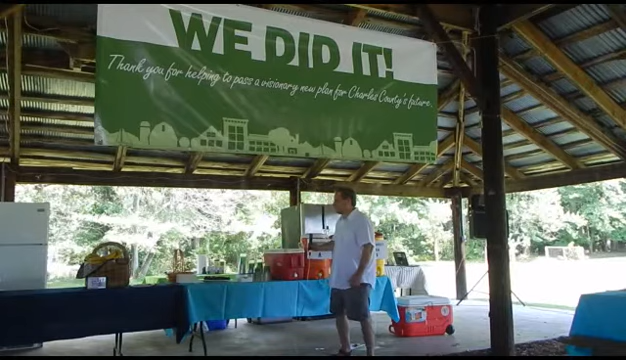 WE DID IT!
Thank you for helping to pass a visionary new plan for Charles County's future.